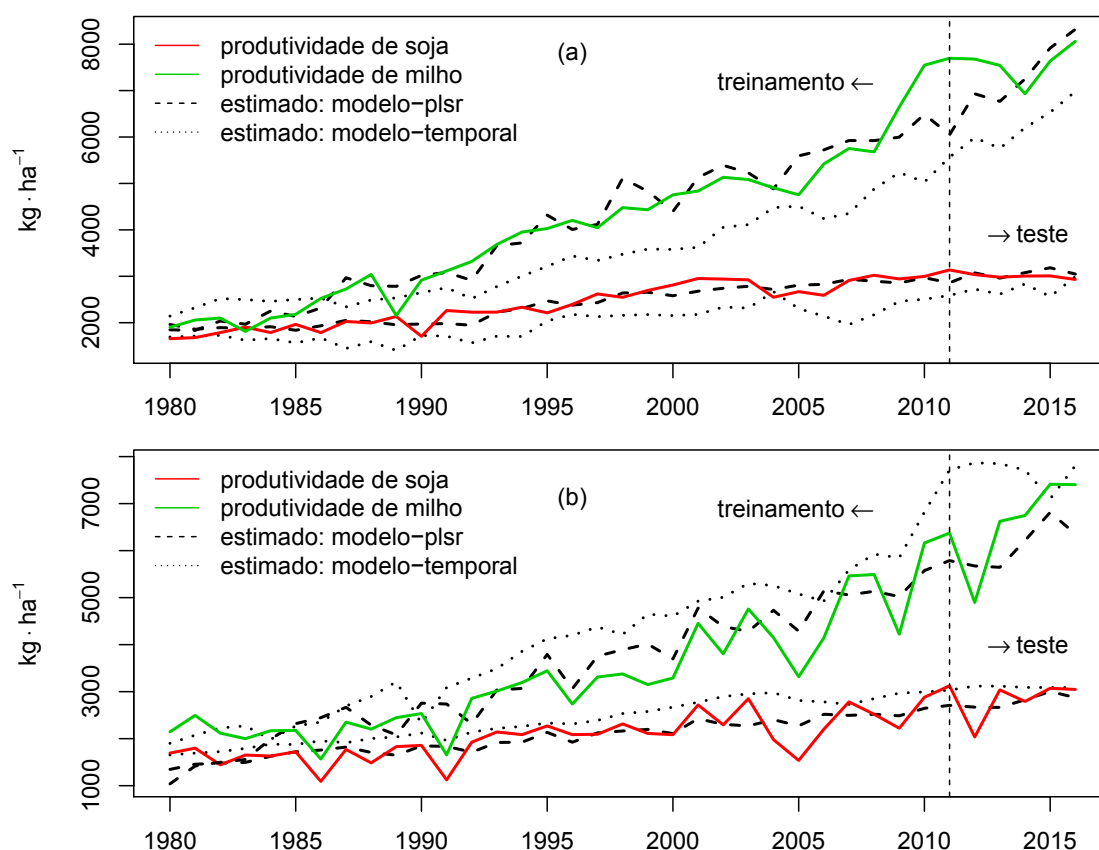 produtividade de soja
produtividade de milho
estimado: modelo−plsr
estimado: modelo−temporal
(a)
treinamento ←
→ teste
kg · ha⁻¹
8000
6000
4000
2000
1980 1985 1990 1995 2000 2005 2010 2015
produtividade de soja
produtividade de milho
estimado: modelo−plsr
estimado: modelo−temporal
(b)
treinamento ←
→ teste
kg · ha⁻¹
7000
5000
3000
1000
1980 1985 1990 1995 2000 2005 2010 2015